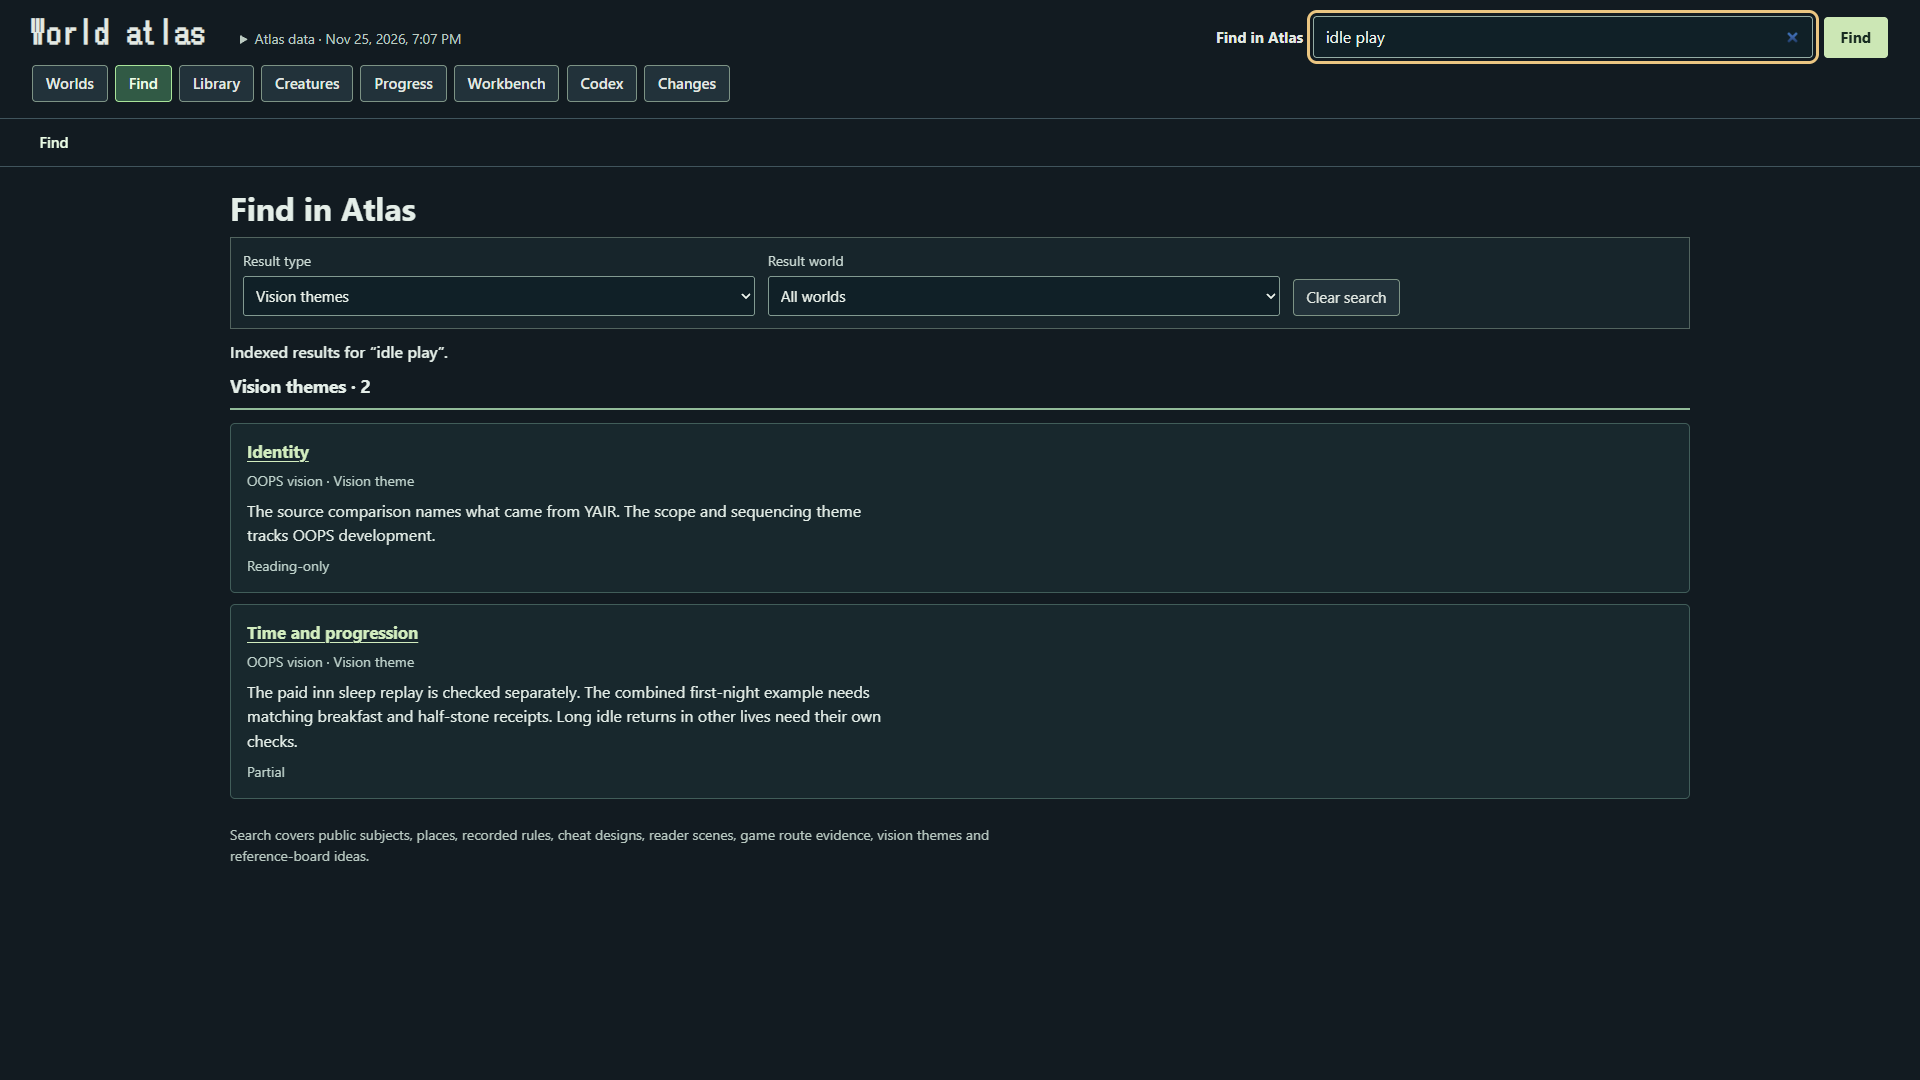 World atlas
Atlas data · Nov 25, 2026, 7:07 PM
Find in Atlas
idle play
Find
Worlds
Find
Library
Creatures
Progress
Workbench
Codex
Changes
Find
Find in Atlas
Result type
Result world
Vision themes
All worlds
Clear search
Indexed results for “idle play”.
Vision themes · 2
Identity
OOPS vision · Vision theme
The source comparison names what came from YAIR. The scope and sequencing theme
tracks OOPS development.
Reading-only
Time and progression
OOPS vision · Vision theme
The paid inn sleep replay is checked separately. The combined first-night example needs
matching breakfast and half-stone receipts. Long idle returns in other lives need their own
checks.
Partial
Search covers public subjects, places, recorded rules, cheat designs, reader scenes, game route evidence, vision themes and
reference-board ideas.